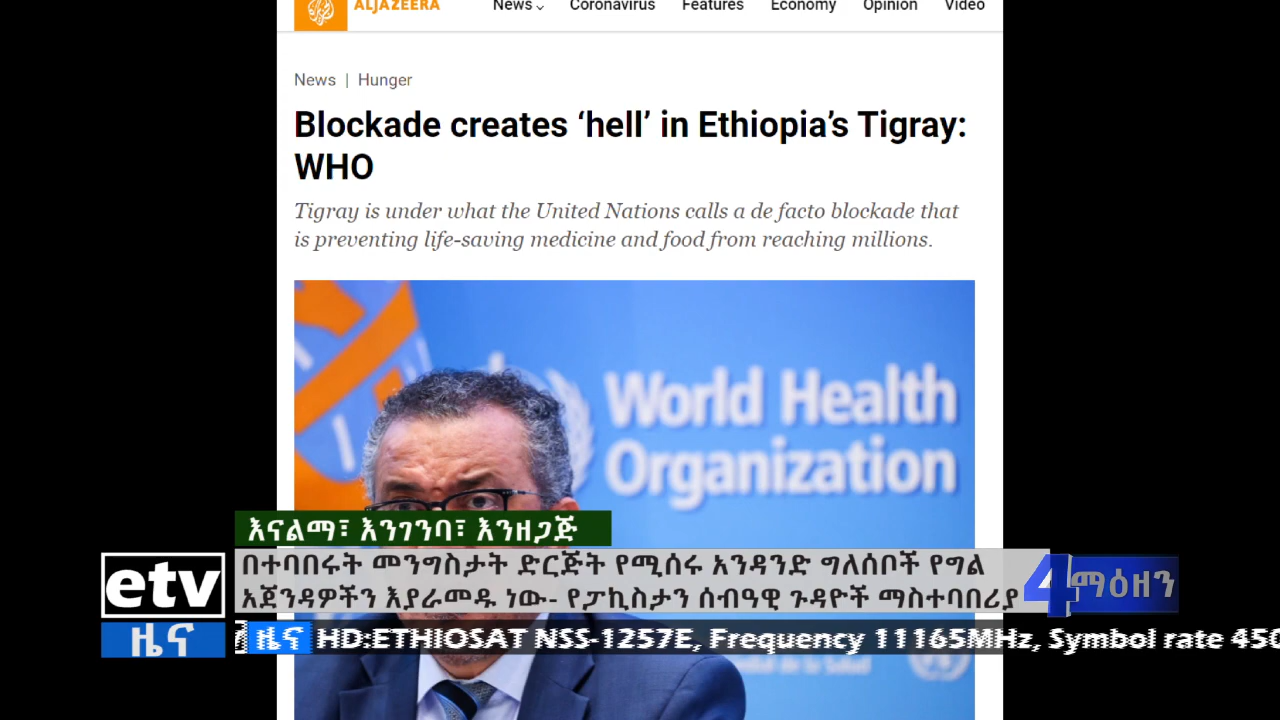 ALJAZEERA
News Coronavirus Features Economy Opinion Video
News | Hunger
Blockade creates ‘hell’ in Ethiopia’s Tigray:
WHO
Tigray is under what the United Nations calls a de facto blockade that
is preventing life-saving medicine and food from reaching millions.
World Health
Organization
እናልማ፣ እንገንባ፣ እንዘጋጅ
በተባበሩት መንግስታት ድርጅት የሚሰሩ አንዳንድ ግለሰቦች የግል
አጀንዳዎችን እያራመዱ ነው- የፓኪስታን ሰብዓዊ ጉዳዮች ማስተባበሪያ
4 ማዕዘን
etv
ዜና
ዜና HD:ETHIOSAT NSS-1257E, Frequency 11165MHz, Symbol rate 450